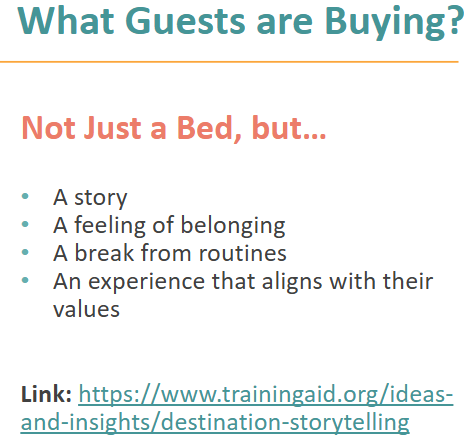 What Guests are Buying?
Not Just a Bed, but…
• A story
• A feeling of belonging
• A break from routines
• An experience that aligns with their
values
Link: https://www.trainingaid.org/ideas-
and-insights/destination-storytelling